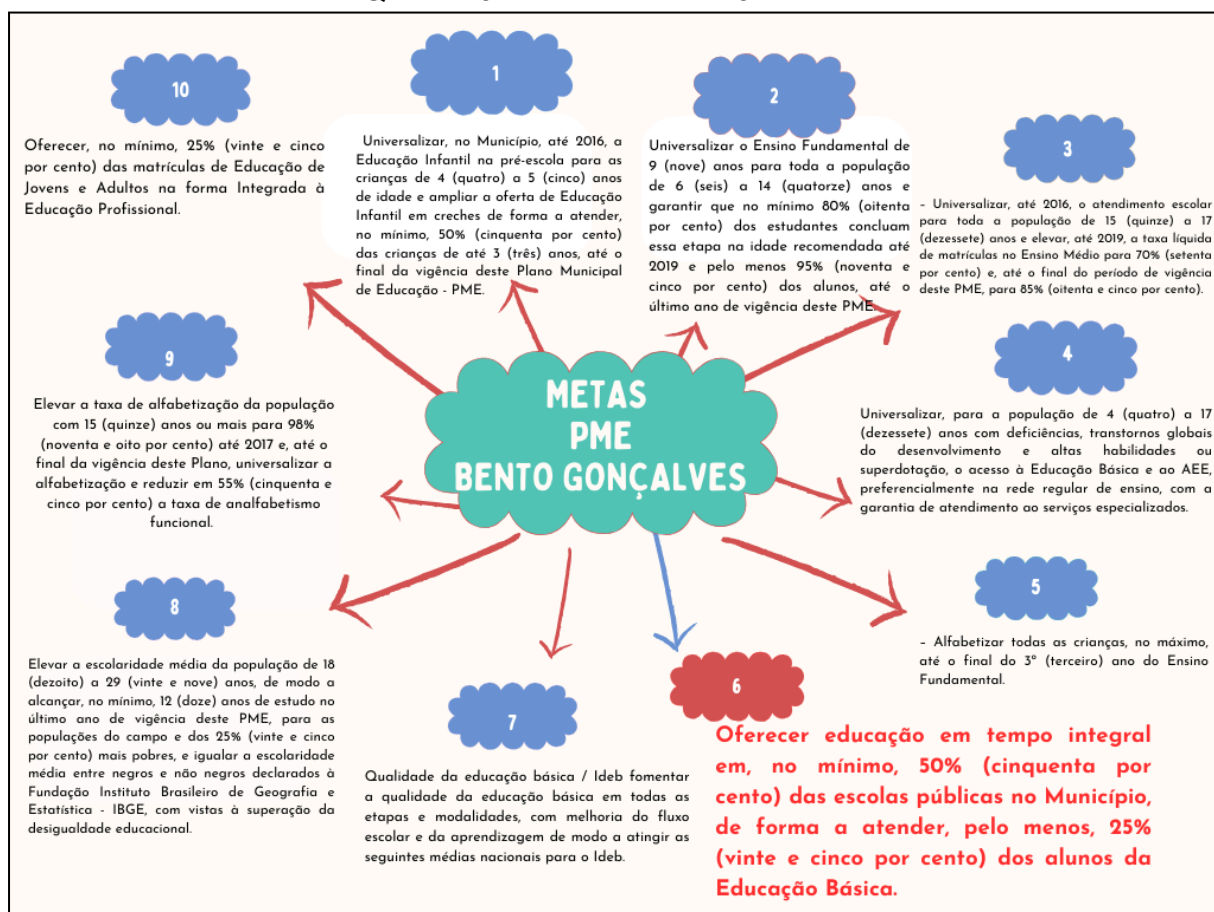 METAS
PME
BENTO GONÇALVES
1
Universalizar, no Município, até 2016, a
Educação Infantil na pré-escola para as
crianças de 4 (quatro) a 5 (cinco) anos
de idade e ampliar a oferta de Educação
Infantil em creches de forma a atender,
no mínimo, 50% (cinquenta por cento)
das crianças de até 3 (três) anos, até o
final da vigência deste Plano Municipal
de Educação - PME.
2
Universalizar o Ensino Fundamental de
9 (nove) anos para toda a população
de 6 (seis) a 14 (quatorze) anos e
garantir que no mínimo 80% (oitenta
por cento) dos estudantes concluam
essa etapa na idade recomendada até
2019 e pelo menos 95% (noventa e
cinco por cento) dos alunos, até o
último ano de vigência deste PME.
3
– Universalizar, até 2016, o atendimento escolar
para toda a população de 15 (quinze) a 17
(dezessete) anos e elevar, até 2019, a taxa líquida
de matrículas no Ensino Médio para 70% (setenta
por cento) e, até o final do período de vigência
deste PME, para 85% (oitenta e cinco por cento).
4
Universalizar, para a população de 4 (quatro) a 17
(dezessete) anos com deficiências, transtornos globais
do desenvolvimento e altas habilidades ou
superdotação, o acesso à Educação Básica e ao AEE,
preferencialmente na rede regular de ensino, com a
garantia de atendimento ao serviços especializados.
5
– Alfabetizar todas as crianças, no máximo,
até o final do 3º (terceiro) ano do Ensino
Fundamental.
6
Oferecer educação em tempo integral
em, no mínimo, 50% (cinquenta por
cento) das escolas públicas no Município,
de forma a atender, pelo menos, 25%
(vinte e cinco por cento) dos alunos da
Educação Básica.
7
Qualidade da educação básica / Ideb fomentar
a qualidade da educação básica em todas as
etapas e modalidades, com melhoria do fluxo
escolar e da aprendizagem de modo a atingir as
seguintes médias nacionais para o Ideb.
8
Elevar a escolaridade média da população de 18
(dezoito) a 29 (vinte e nove) anos, de modo a
alcançar, no mínimo, 12 (doze) anos de estudo no
último ano de vigência deste PME, para as
populações do campo e dos 25% (vinte e cinco
por cento) mais pobres, e igualar a escolaridade
média entre negros e não negros declarados à
Fundação Instituto Brasileiro de Geografia e
Estatística - IBGE, com vistas à superação da
desigualdade educacional.
9
Elevar a taxa de alfabetização da população
com 15 (quinze) anos ou mais para 98%
(noventa e oito por cento) até 2017 e, até o
final da vigência deste Plano, universalizar a
alfabetização e reduzir em 55% (cinquenta e
cinco por cento) a taxa de analfabetismo
funcional.
10
Oferecer, no mínimo, 25% (vinte e cinco
por cento) das matrículas de Educação de
Jovens e Adultos na forma Integrada à
Educação Profissional.